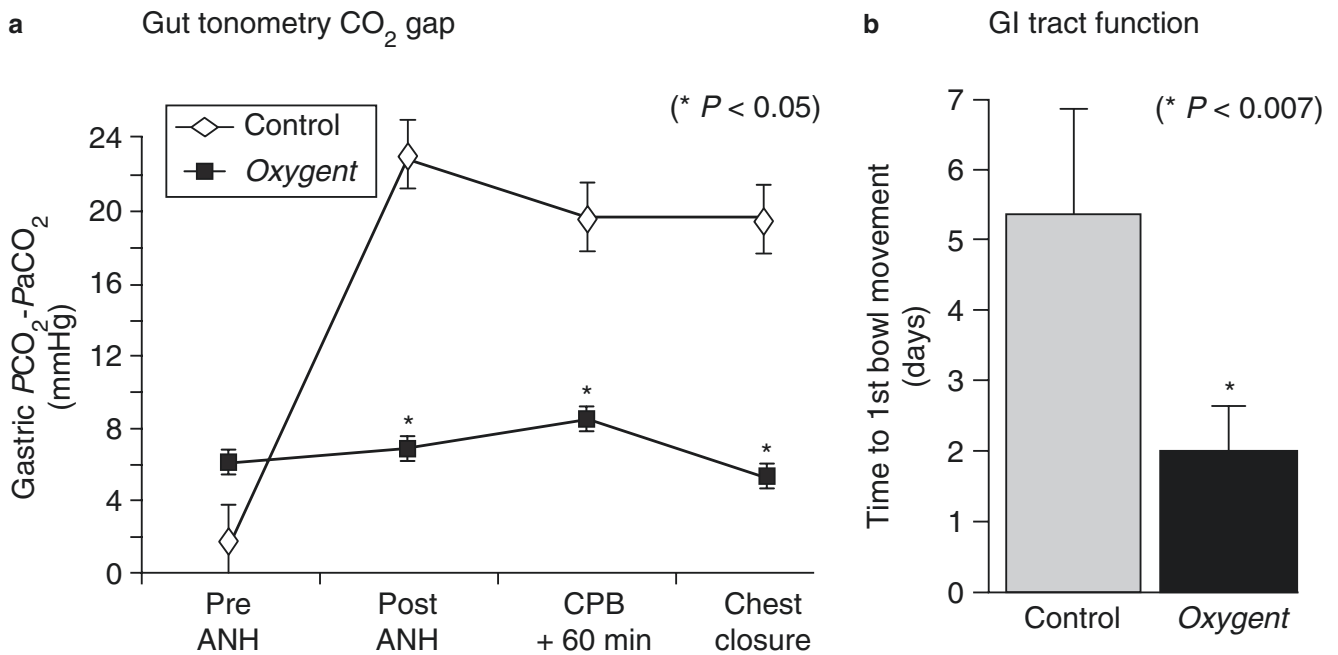 a Gut tonometry CO₂ gap
(* P < 0.05)
Control
Oxygent
Gastric PCO₂-PaCO₂
(mmHg)
24
20
16
12
8
4
0
*
*
*
Pre
ANH
Post
ANH
CPB
+ 60 min
Chest
closure
b GI tract function
(* P < 0.007)
Time to 1st bowl movement
(days)
7
6
5
4
3
2
1
0
*
Control
Oxygent